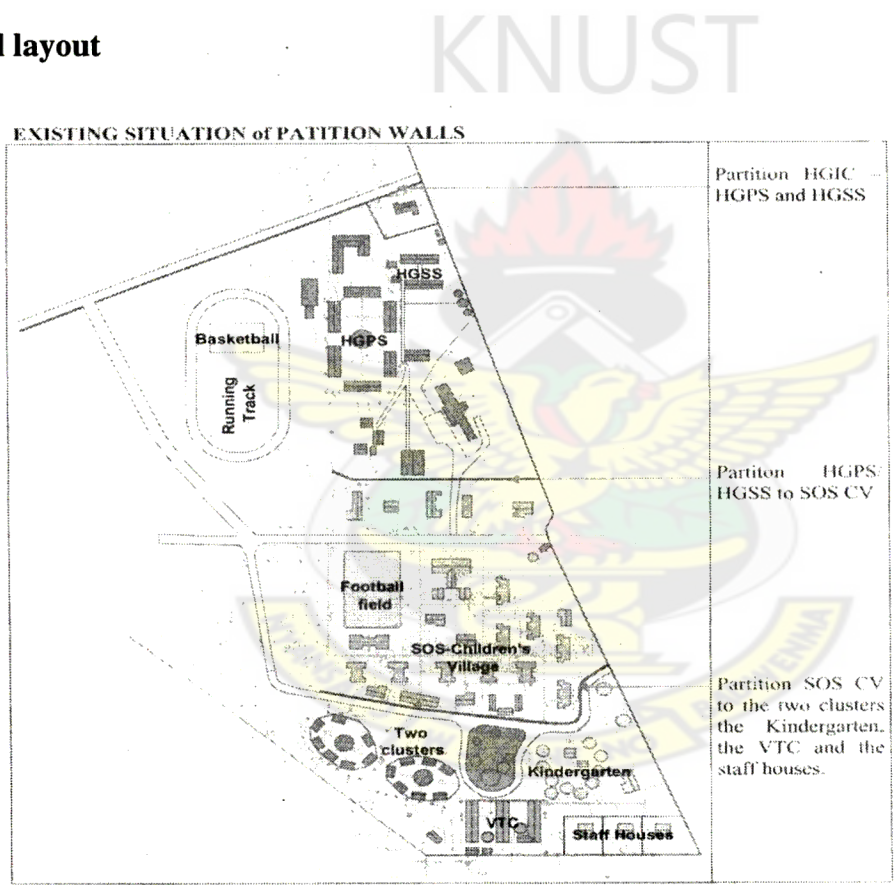 KNUST
l layout
EXISTING SITUATION of PATITION WALLS
Partition HGIC
HGPS and HGSS
HGSS
Basketball
HGPS
Running
Track
Partiton HGPS/
HGSS to SOS CV
Football
field
SOS-Children's
Village
Partition SOS CV
to the two clusters
the Kindergarten,
the VTC and the
staff houses.
Two
clusters
Kindergarten
VTC
Staff Houses